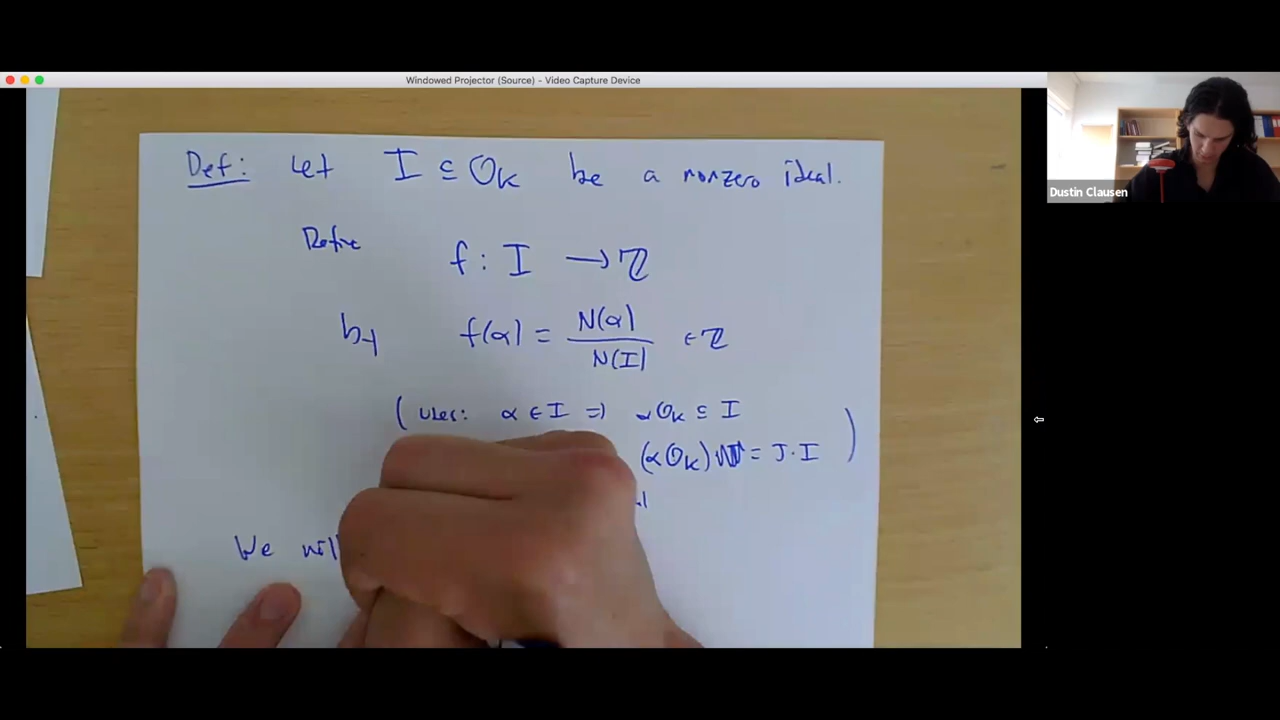 Windowed Projector (Source) - Video Capture Device
Dustin Clausen
Def: Let I ⊆ O_K be a nonzero ideal.
Define f : I → ℤ
by f(α) = N(α) / N(I) ∈ ℤ
( uses: α ∈ I ⇒ αO_K ⊆ I
(αO_K) = J · I )
We will